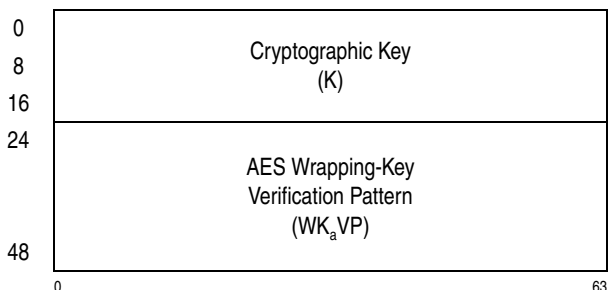 0
8
16
24
48
Cryptographic Key
(K)
AES Wrapping-Key
Verification Pattern
(WKaVP)
0 63